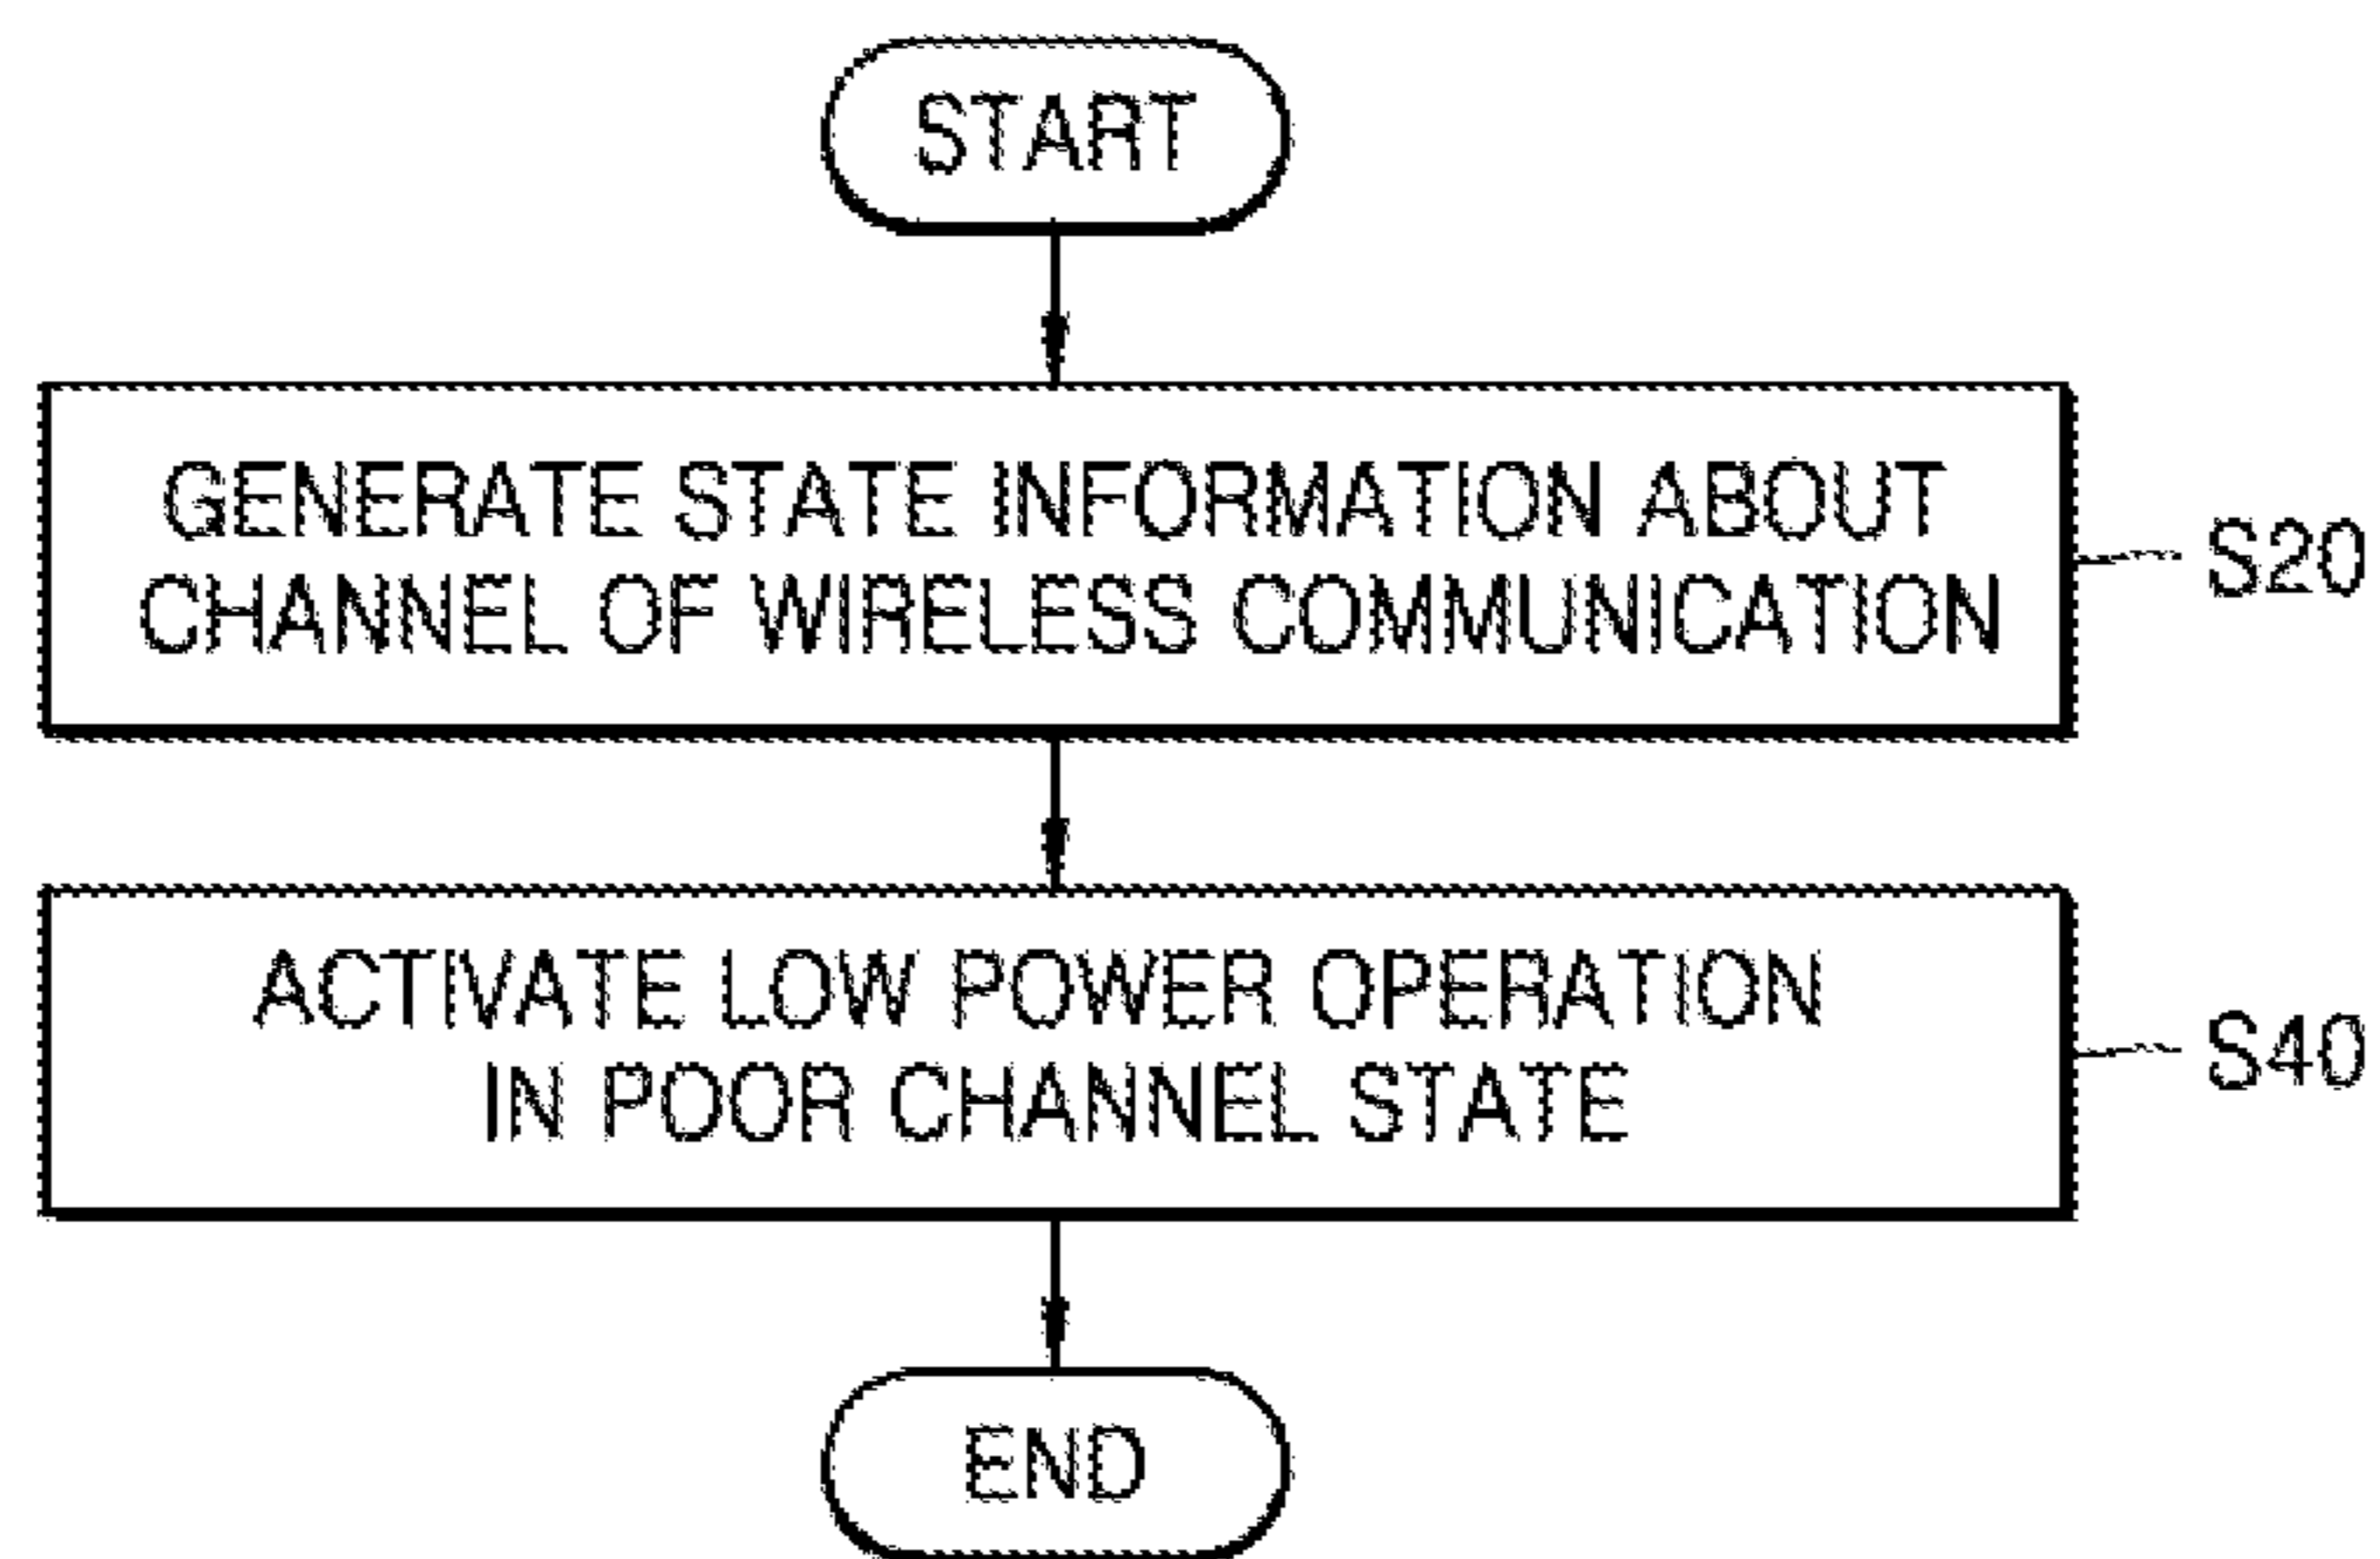 START
GENERATE STATE INFORMATION ABOUT
CHANNEL OF WIRELESS COMMUNICATION
S20
ACTIVATE LOW POWER OPERATION
IN POOR CHANNEL STATE
S40
END